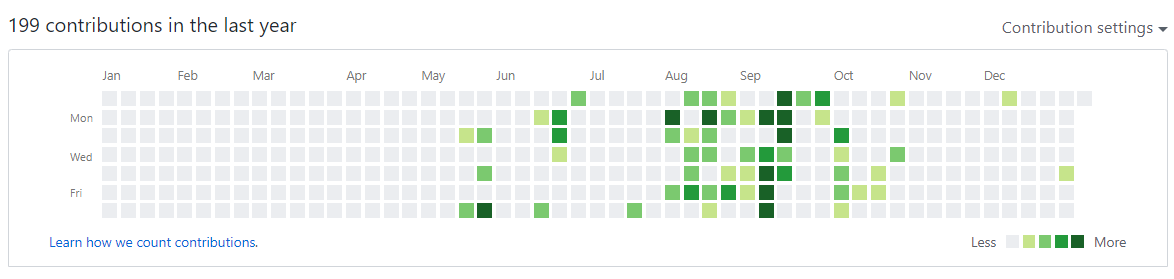 199 contributions in the last year
Contribution settings
Jan Feb Mar Apr May Jun Jul Aug Sep Oct Nov Dec
Mon
Wed
Fri
Learn how we count contributions.
Less More